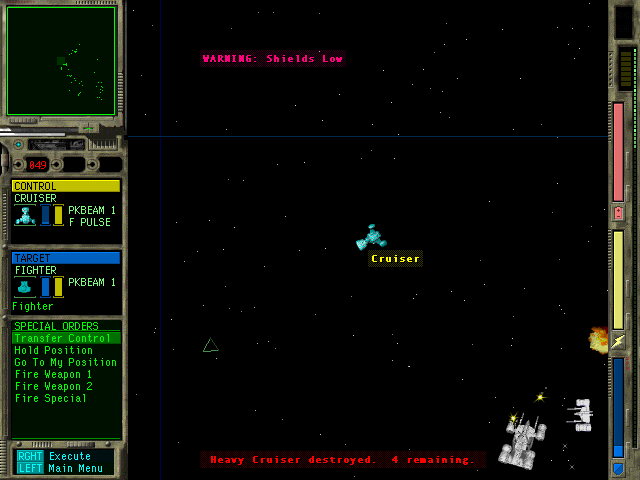 WARNING: Shields Low
049
CONTROL
CRUISER
PKBEAM 1
F PULSE
Cruiser
TARGET
FIGHTER
PKBEAM 1
Fighter
SPECIAL ORDERS
Transfer Control
Hold Position
Go To My Position
Fire Weapon 1
Fire Weapon 2
Fire Special
RGHT Execute
LEFT Main Menu
Heavy Cruiser destroyed. 4 remaining.